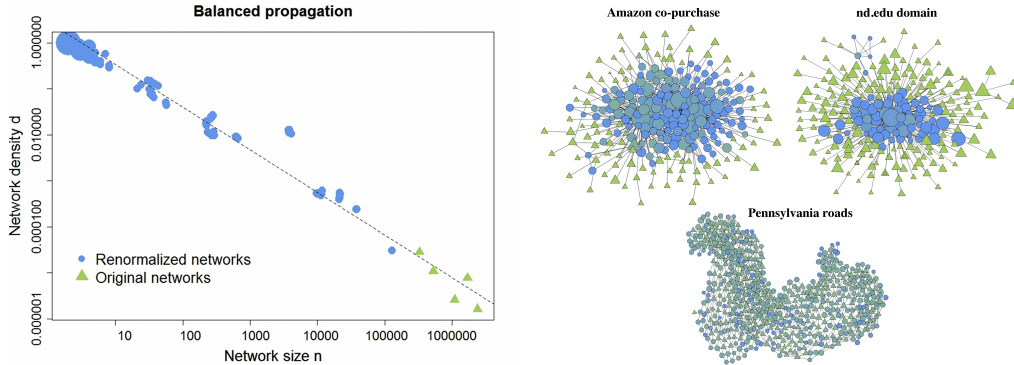 Balanced propagation
Network density d
1.000000
0.010000
0.000100
0.000001
10
100
1000
10000
100000
1000000
Network size n
Renormalized networks
Original networks
Amazon co-purchase
nd.edu domain
Pennsylvania roads